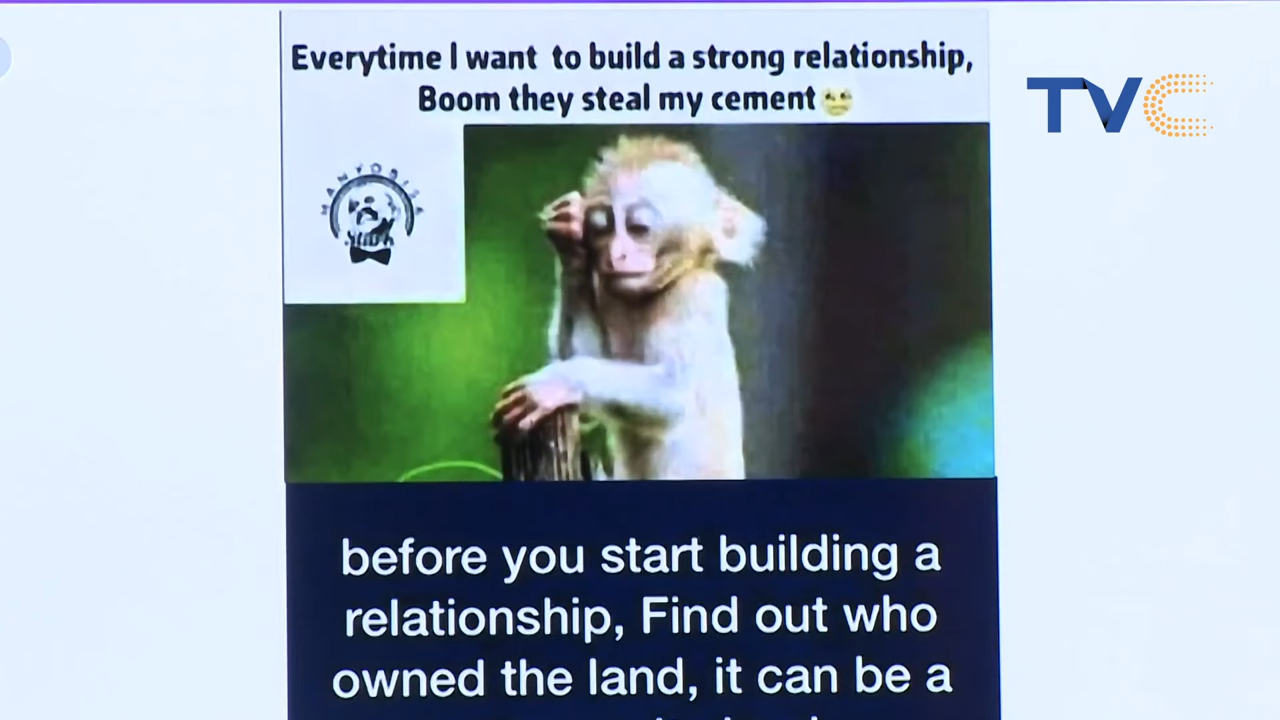 Everytime I want to build a strong relationship,
Boom they steal my cement
TVC
before you start building a
relationship, Find out who
owned the land, it can be a